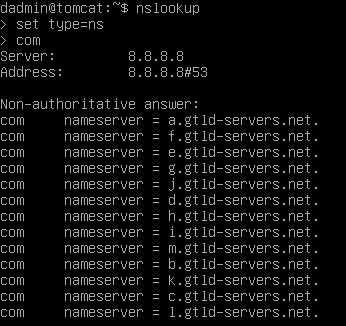 dadmin@tomcat:~$ nslookup
> set type=ns
> com
Server:         8.8.8.8
Address:        8.8.8.8#53

Non-authoritative answer:
com     nameserver = a.gtld-servers.net.
com     nameserver = f.gtld-servers.net.
com     nameserver = e.gtld-servers.net.
com     nameserver = g.gtld-servers.net.
com     nameserver = j.gtld-servers.net.
com     nameserver = d.gtld-servers.net.
com     nameserver = h.gtld-servers.net.
com     nameserver = i.gtld-servers.net.
com     nameserver = m.gtld-servers.net.
com     nameserver = b.gtld-servers.net.
com     nameserver = k.gtld-servers.net.
com     nameserver = c.gtld-servers.net.
com     nameserver = l.gtld-servers.net.